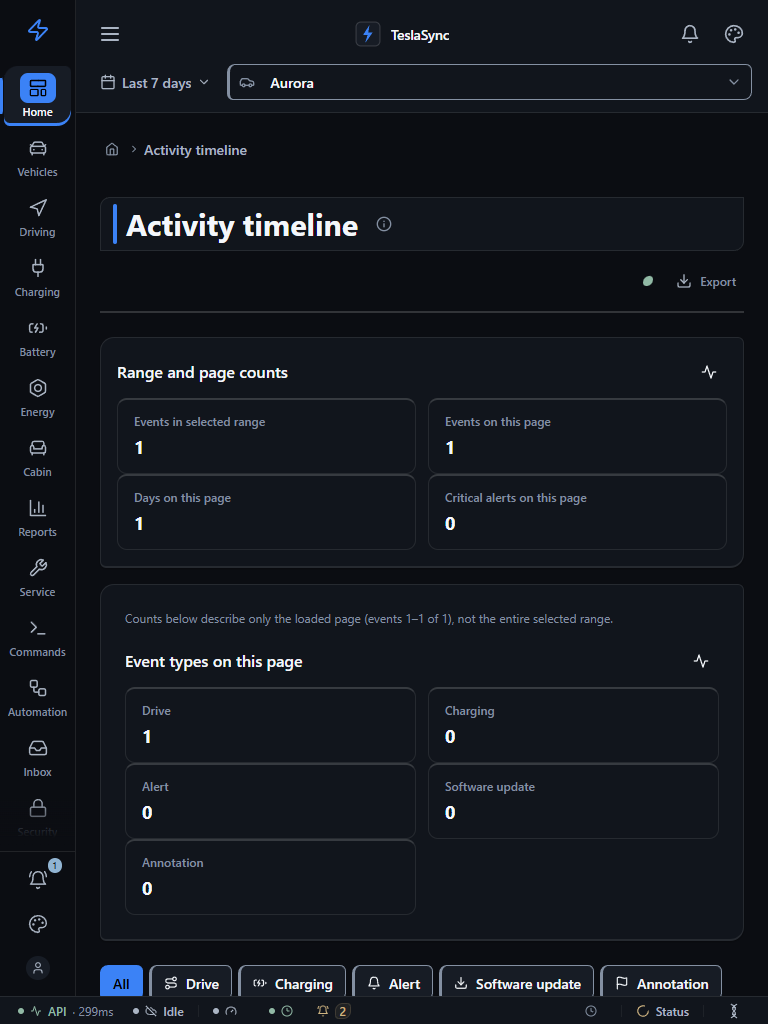 TeslaSync
Last 7 days
Aurora
Home
Vehicles
Driving
Charging
Battery
Energy
Cabin
Reports
Service
Commands
Automation
Inbox
Security
1
Activity timeline
Activity timeline
Export
Range and page counts
Events in selected range
1
Events on this page
1
Days on this page
1
Critical alerts on this page
0
Counts below describe only the loaded page (events 1–1 of 1), not the entire selected range.
Event types on this page
Drive
1
Charging
0
Alert
0
Software update
0
Annotation
0
All
Drive
Charging
Alert
Software update
Annotation
API · 299ms
Idle
2
Status